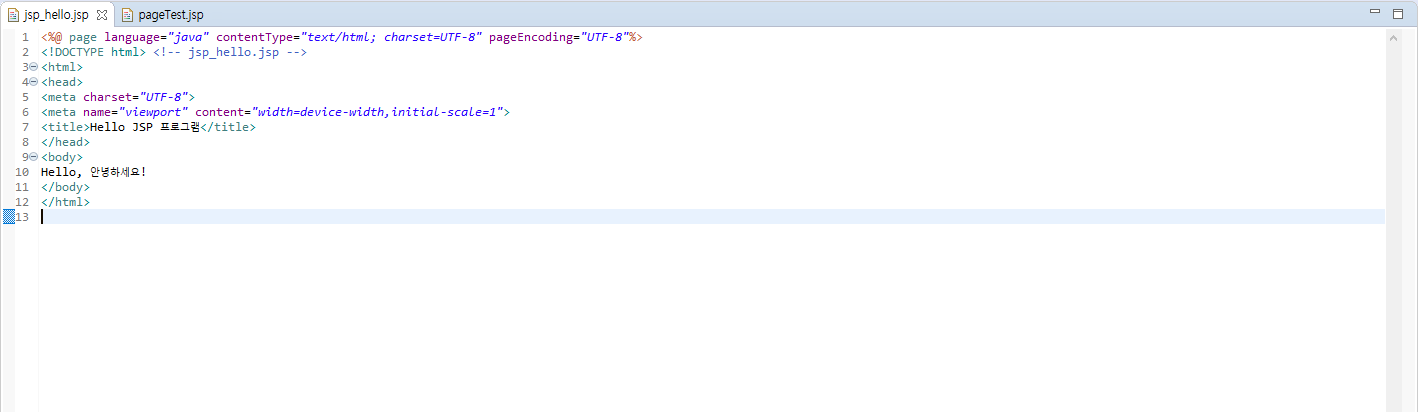 jsp_hello.jsp pageTest.jsp
1 <%@ page language="java" contentType="text/html; charset=UTF-8" pageEncoding="UTF-8"%>
2 <!DOCTYPE html> <!-- jsp_hello.jsp -->
3 <html>
4 <head>
5 <meta charset="UTF-8">
6 <meta name="viewport" content="width=device-width,initial-scale=1">
7 <title>Hello JSP 프로그램</title>
8 </head>
9 <body>
10 Hello, 안녕하세요!
11 </body>
12 </html>
13